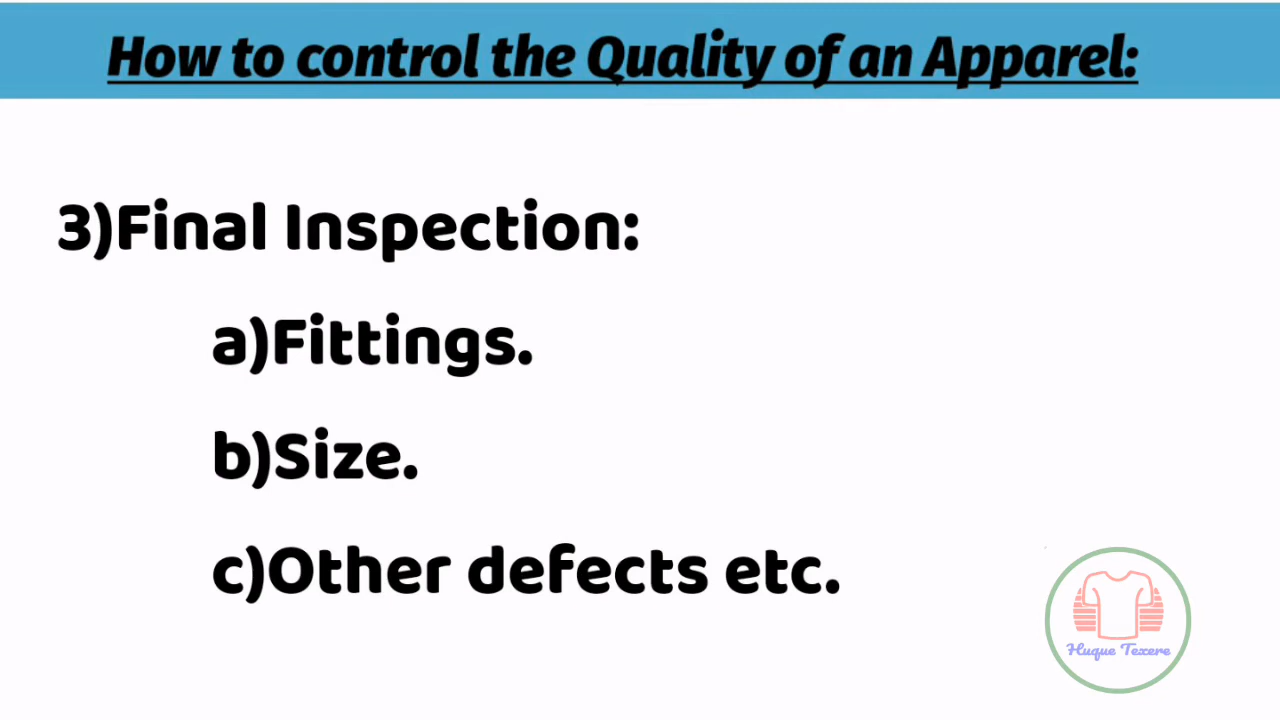 How to control the Quality of an Apparel:
3)Final Inspection:
a)Fittings.
b)Size.
c)Other defects etc.
Huque Texere